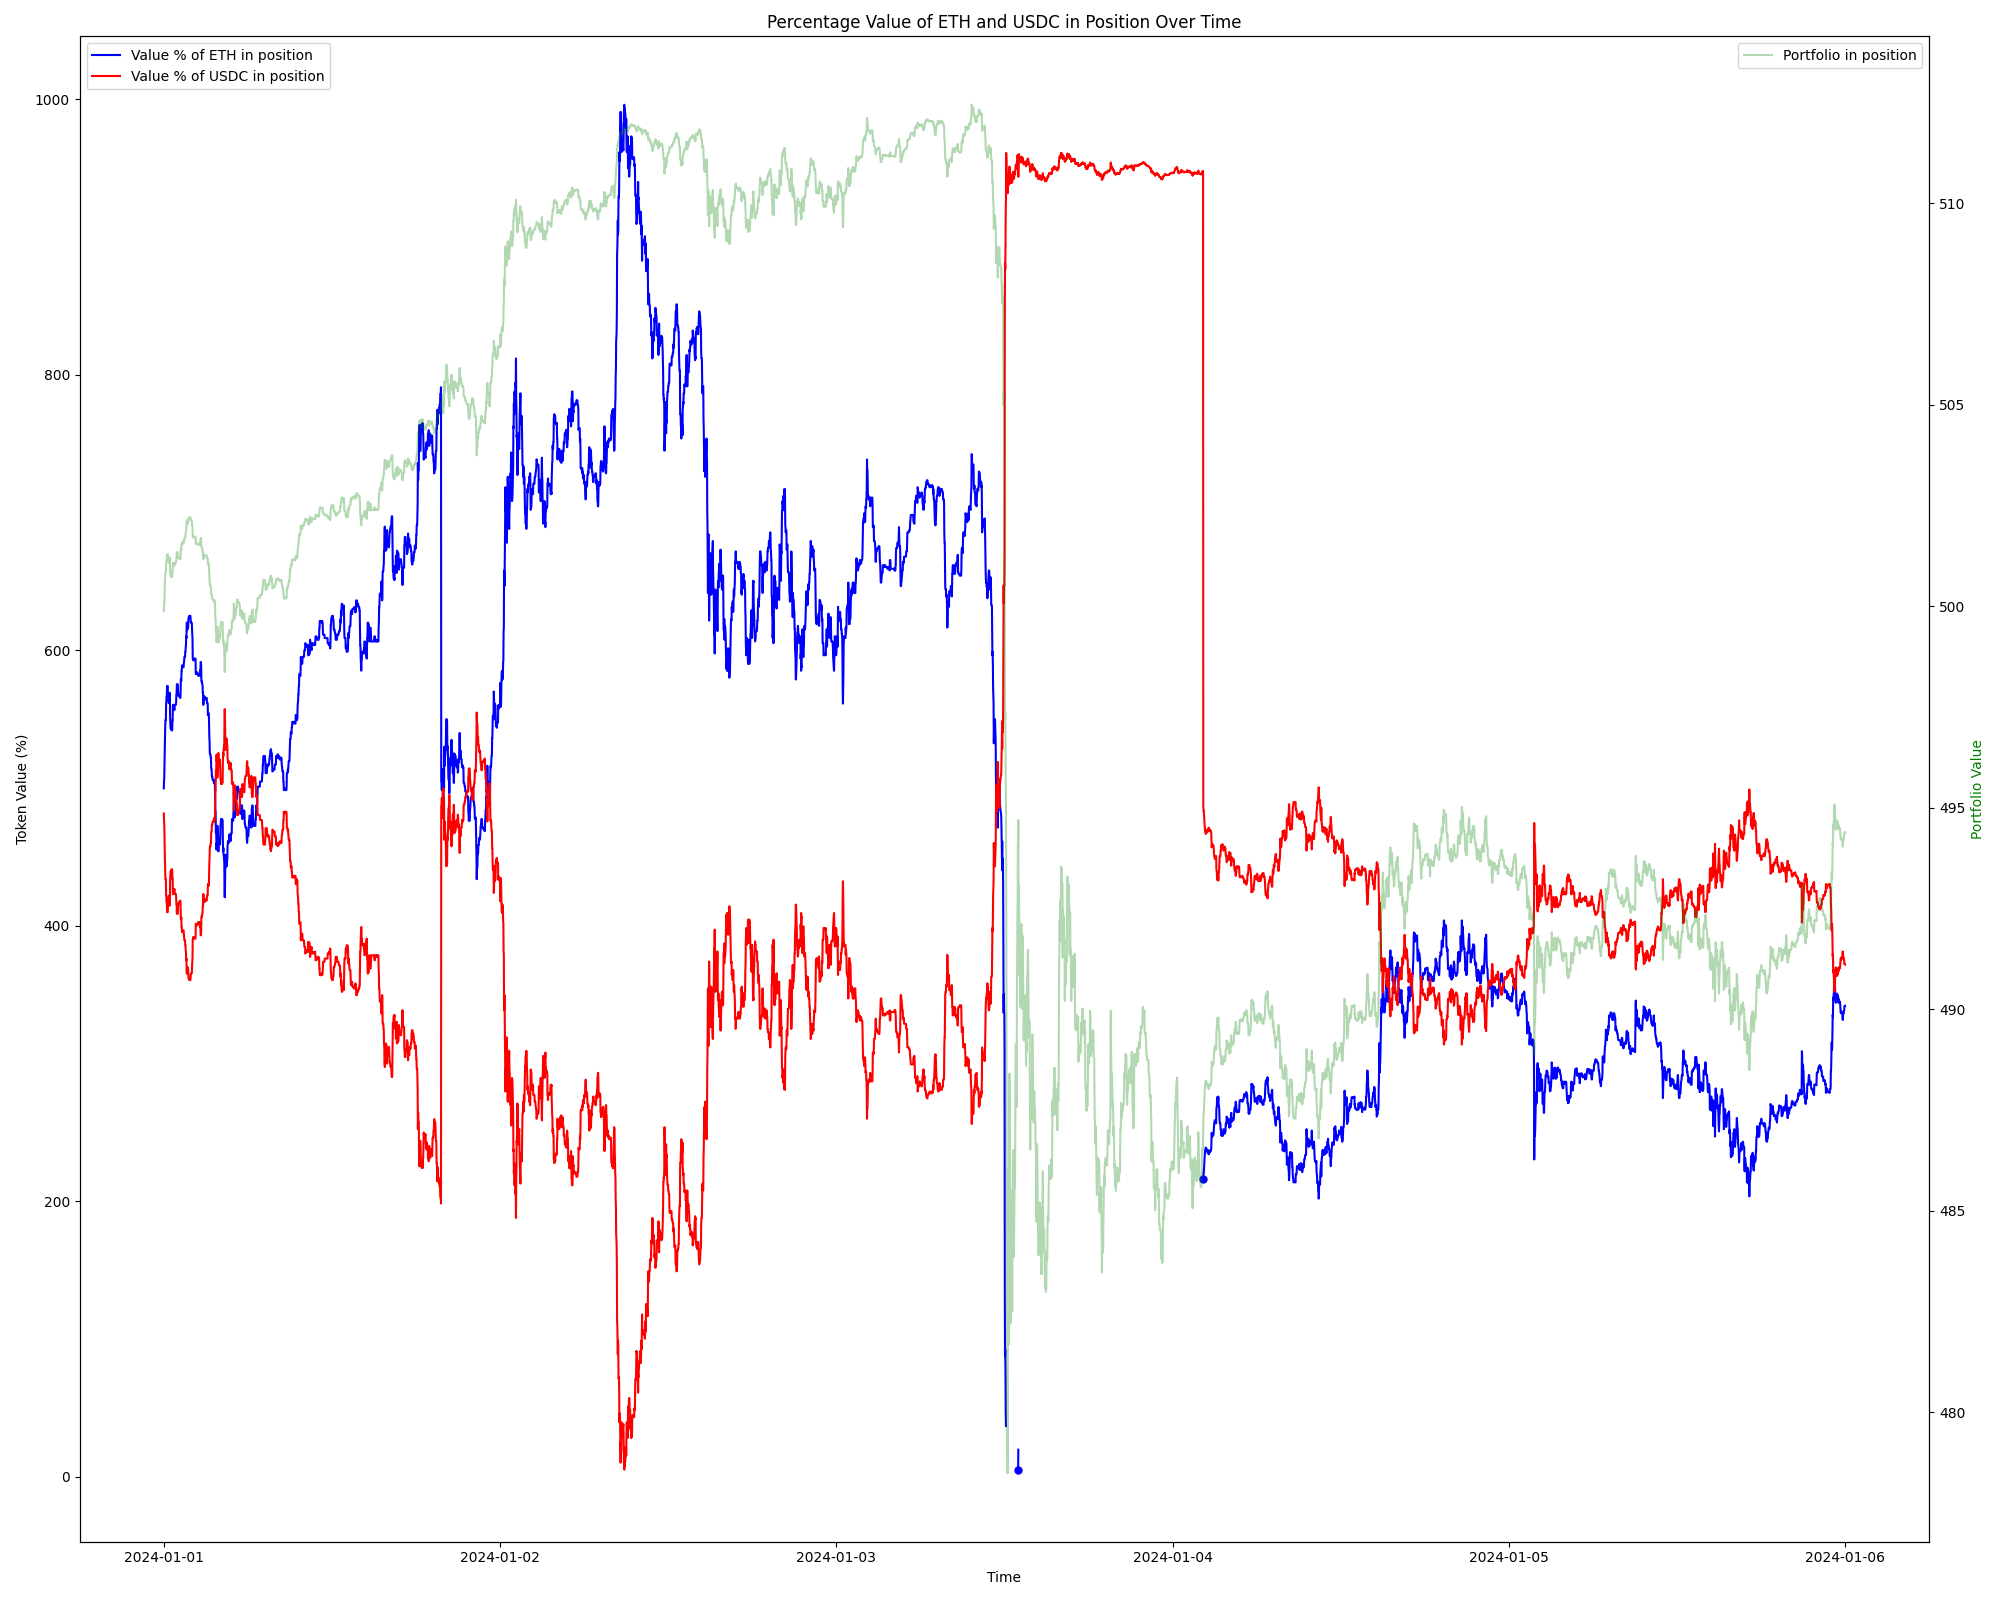 Percentage Value of ETH and USDC in Position Over Time
Value % of ETH in position
Value % of USDC in position
Portfolio in position
1000
800
600
400
200
0
Token Value (%)
510
505
500
495
490
485
480
Portfolio Value
2024-01-01
2024-01-02
2024-01-03
2024-01-04
2024-01-05
2024-01-06
Time